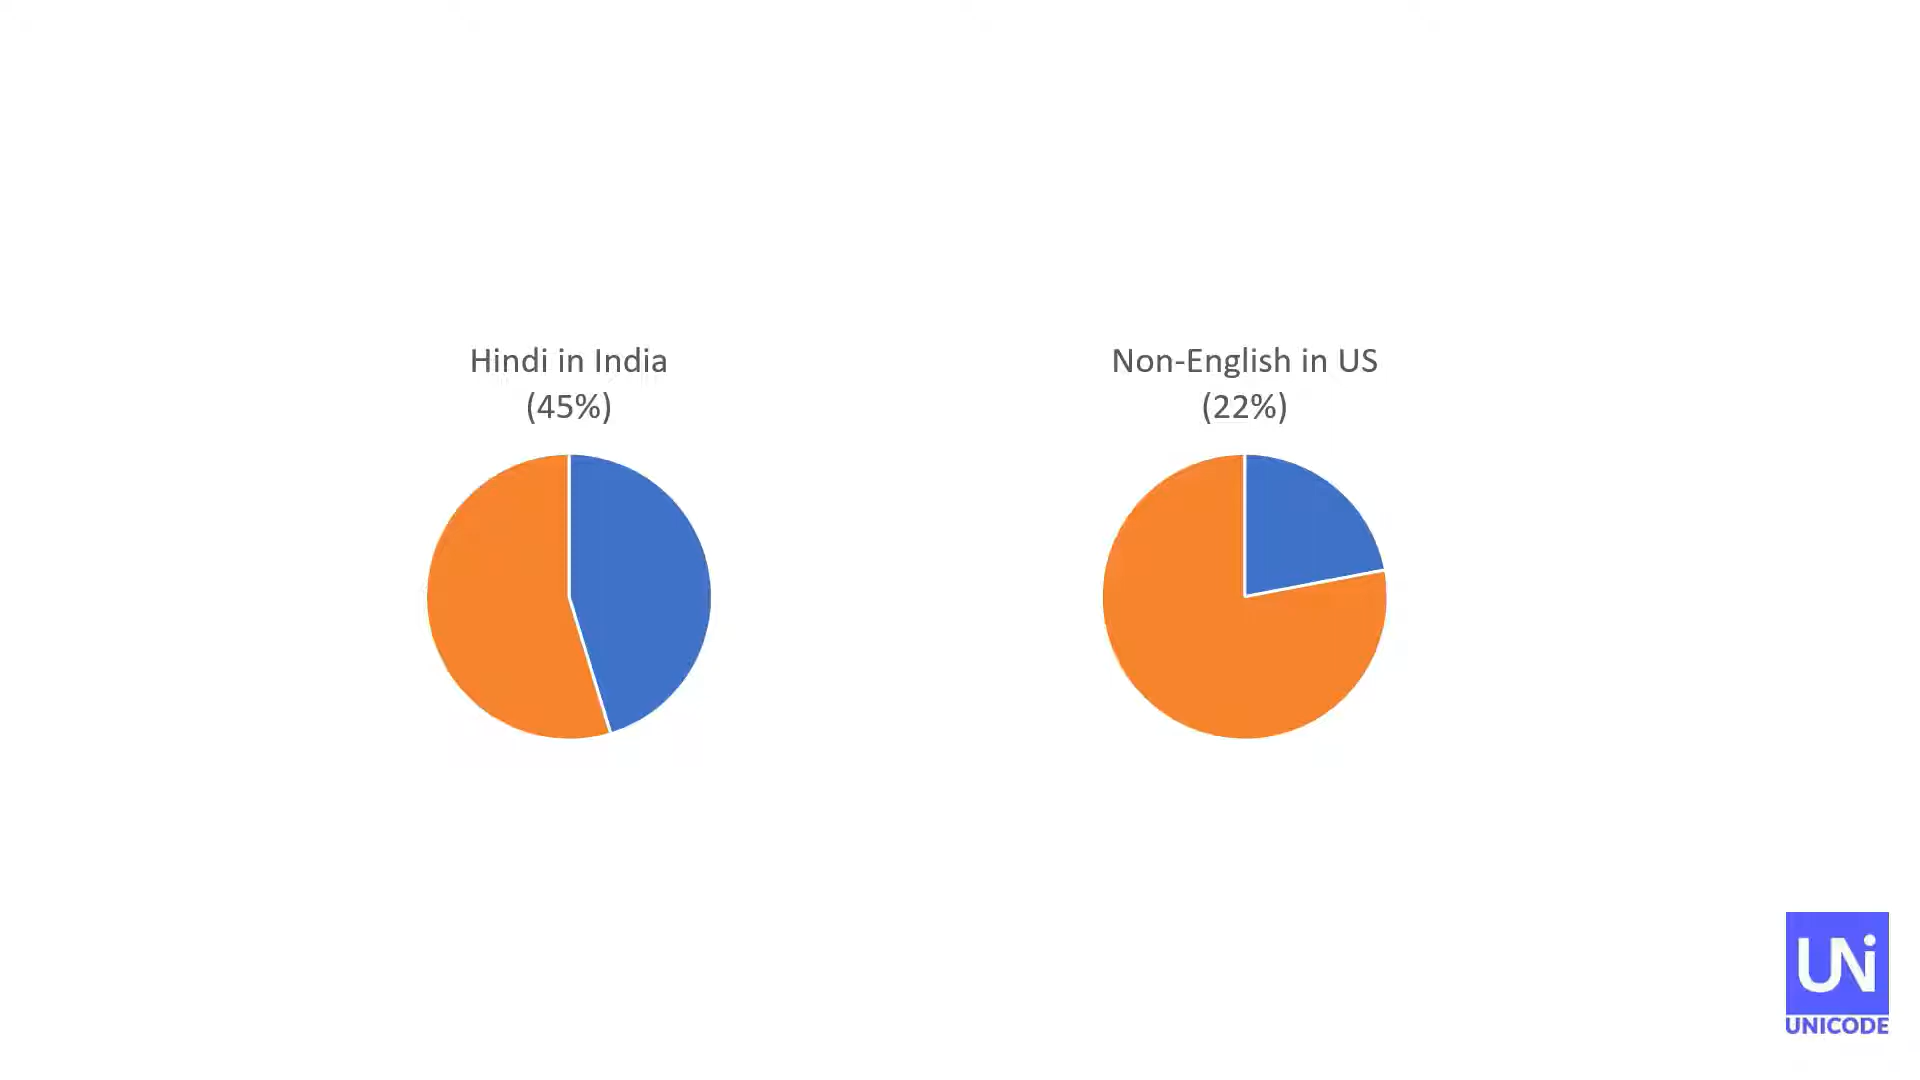 Hindi in India
(45%)
Non-English in US
(22%)
UNi
UNICODE